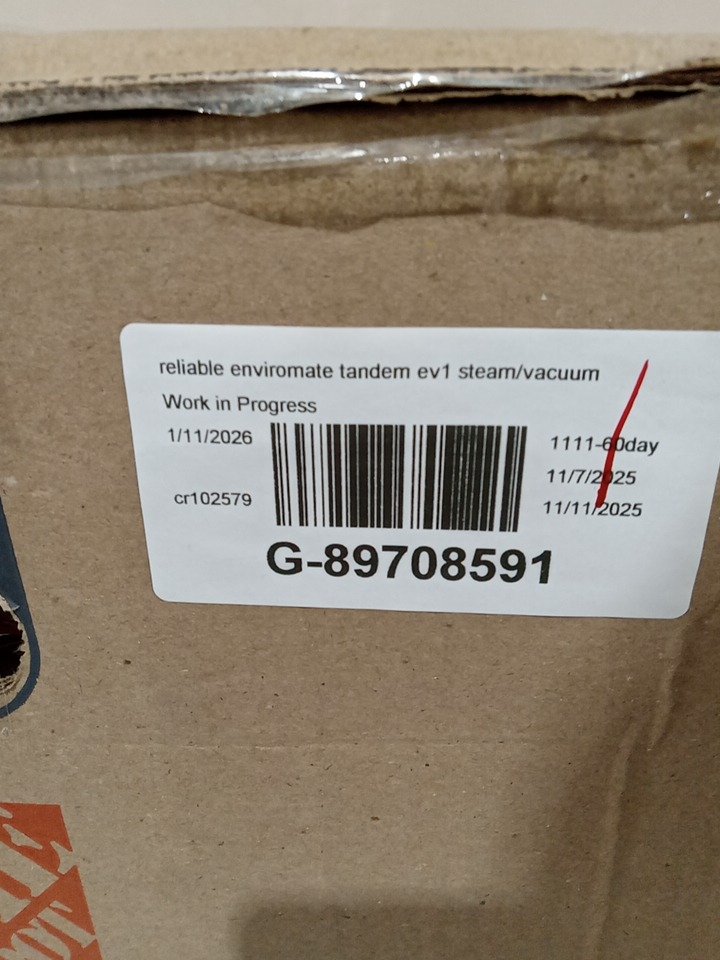 reliable enviromate tandem ev1 steam/vacuum
Work in Progress
1/11/2026
1111-60day
11/7/2025
cr102579
11/11/2025
G-89708591